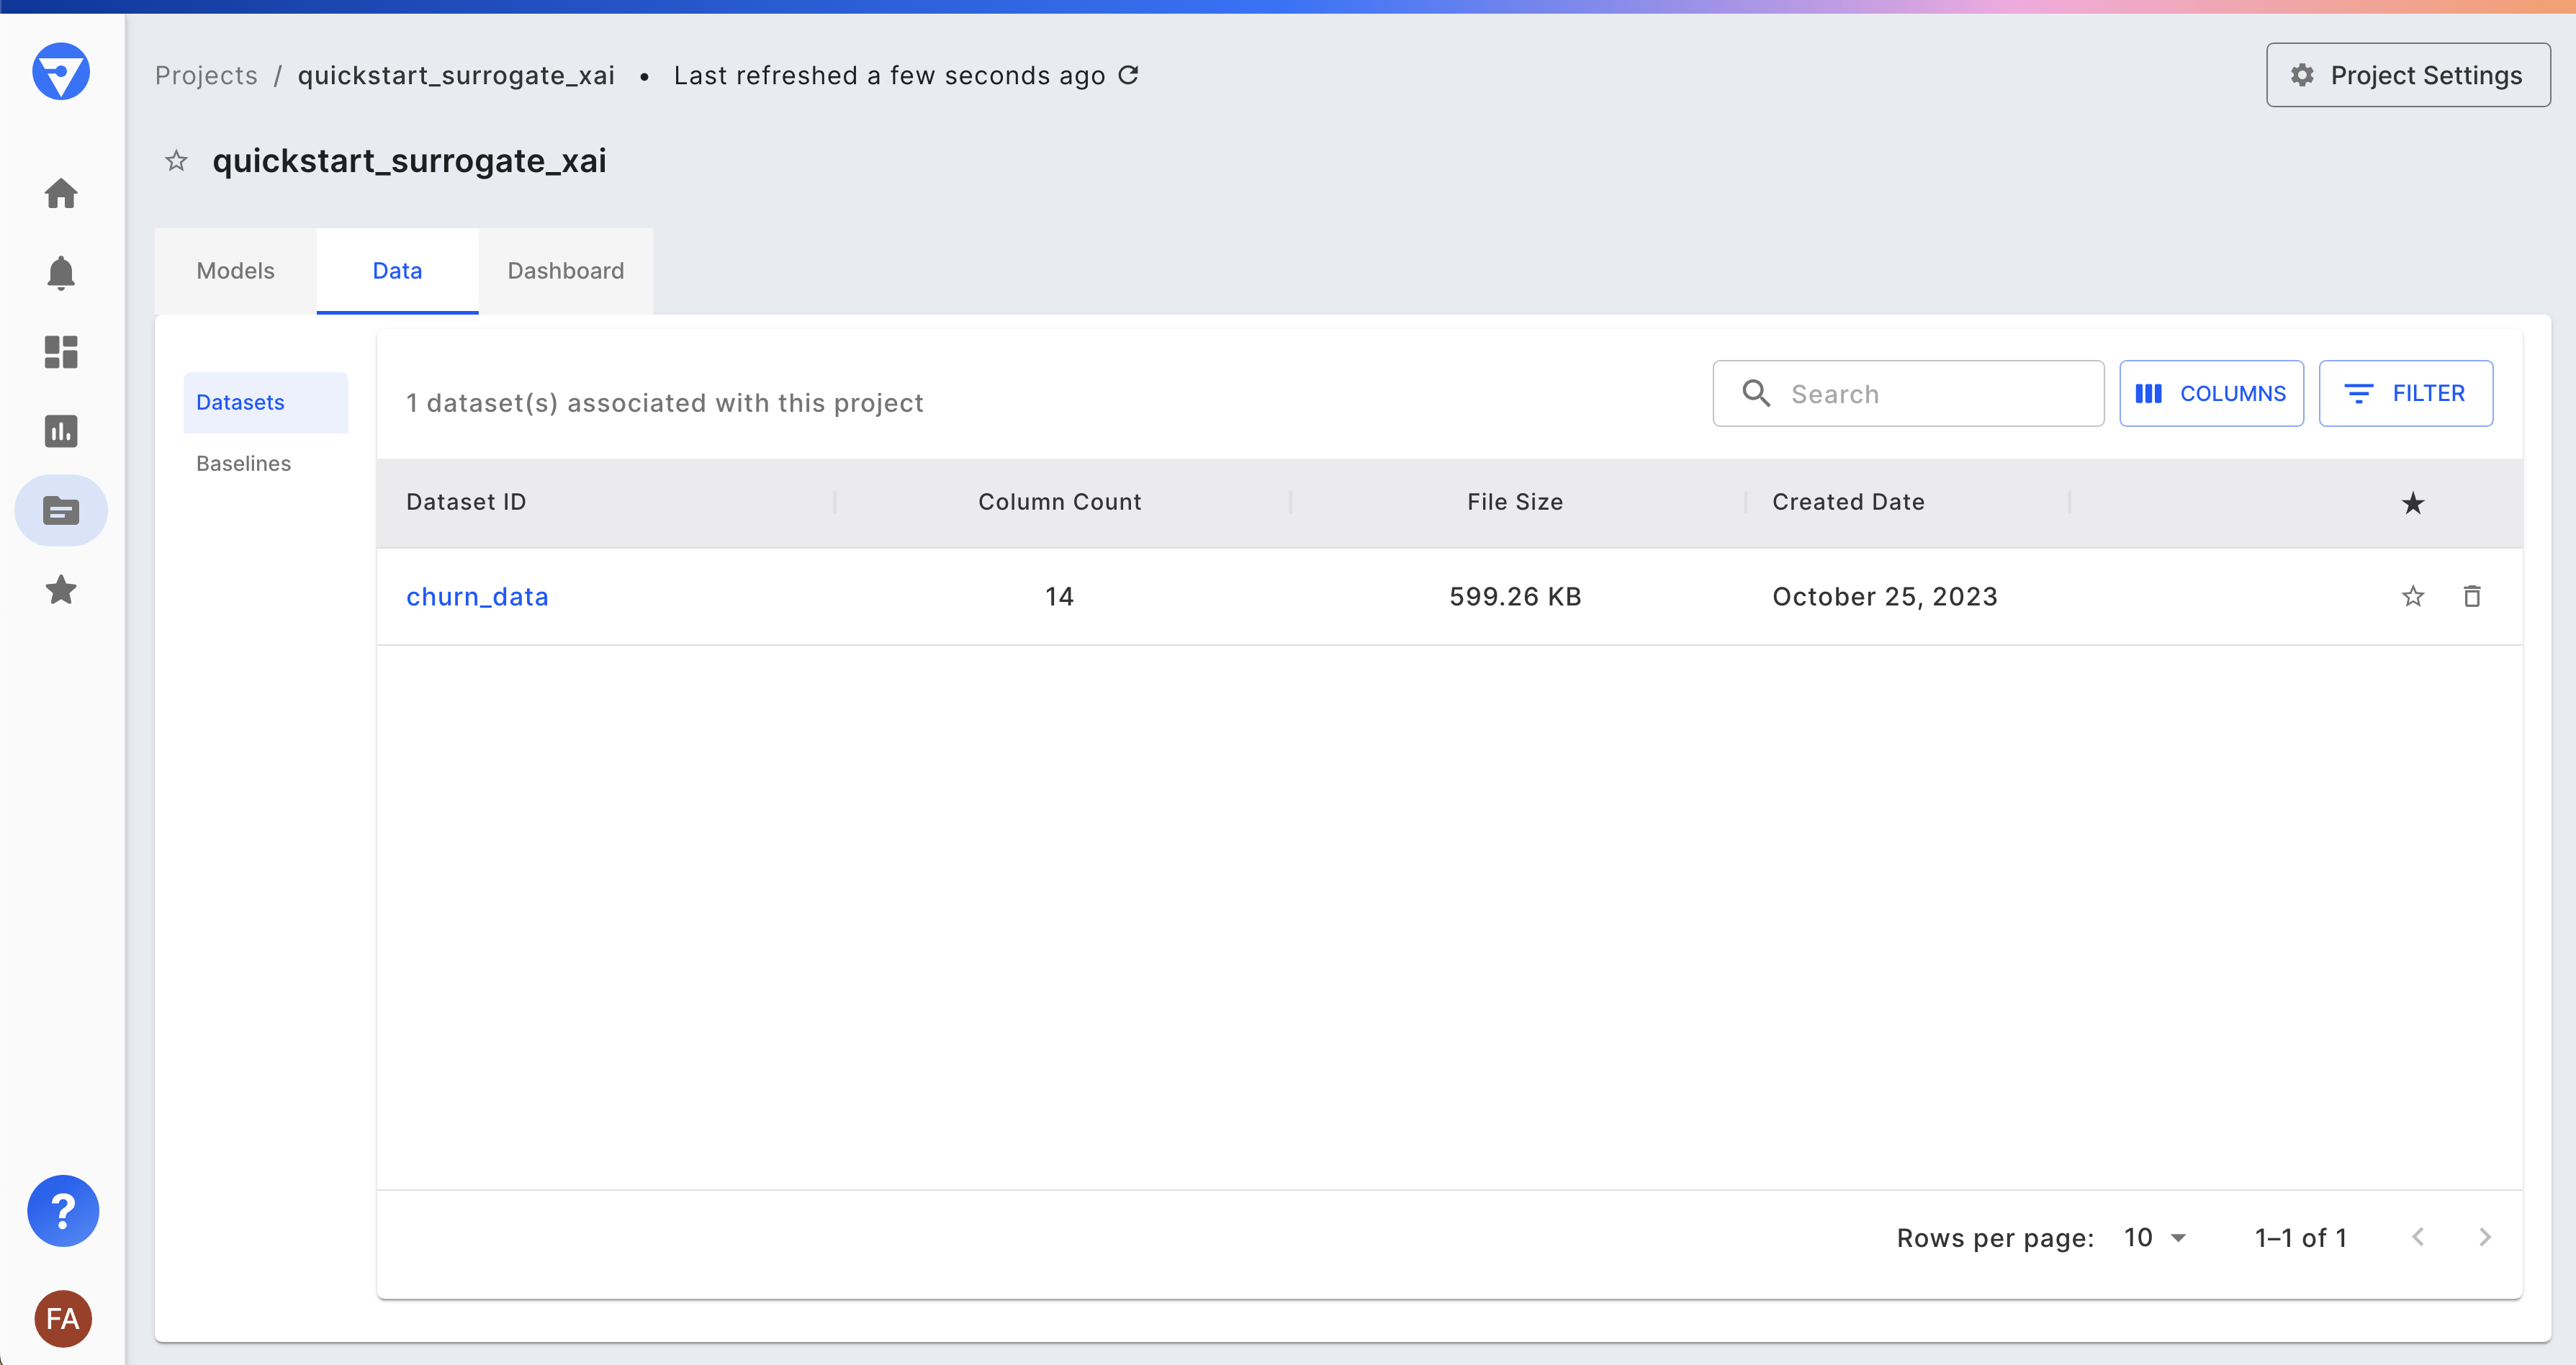 Projects / quickstart_surrogate_xai • Last refreshed a few seconds ago
Project Settings
quickstart_surrogate_xai
Models
Data
Dashboard
Datasets
Baselines
1 dataset(s) associated with this project
Search
COLUMNS
FILTER
Dataset ID Column Count File Size Created Date
churn_data 14 599.26 KB October 25, 2023
Rows per page: 10 1–1 of 1
?
FA